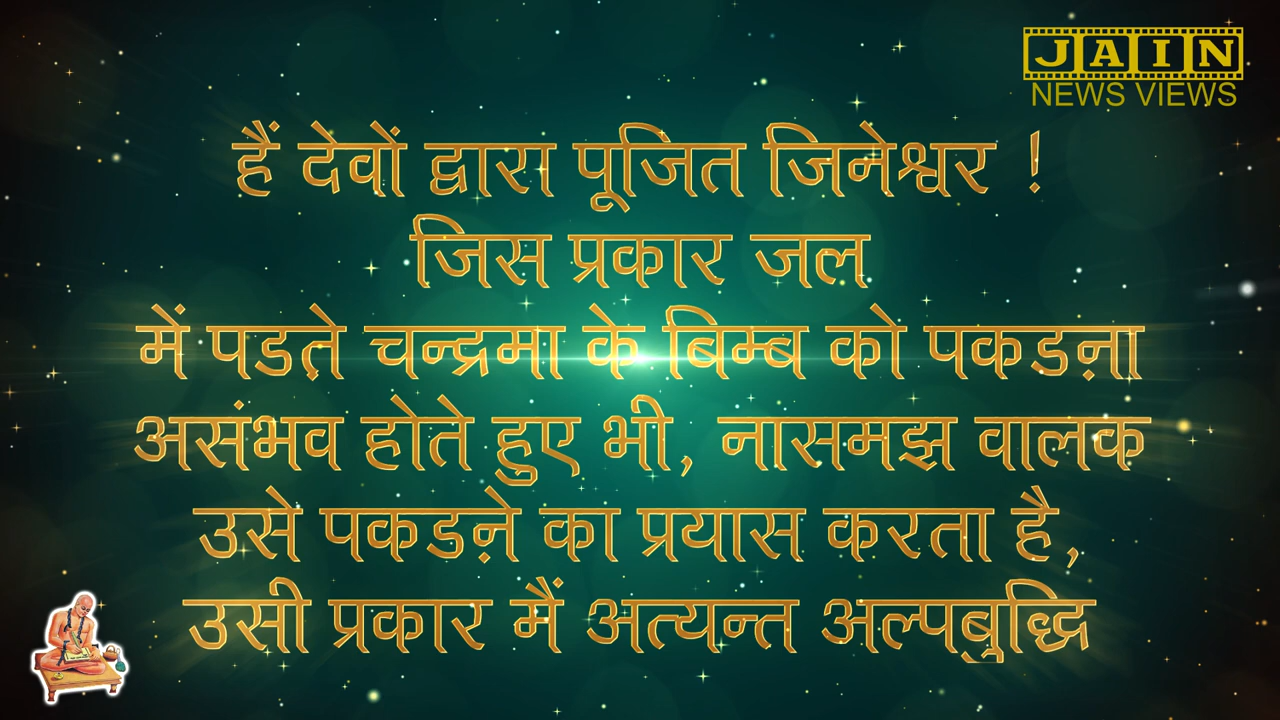 JAIN
NEWS VIEWS
हैं देवों द्वारा पूजित जिनेश्वर !
जिस प्रकार जल
में पडते़ चन्द्रमा के बिम्ब को पकडऩा
असंभव होते हुए भी, नासमझ वालक
उसे पकडऩे का प्रयास करता है,
उसी प्रकार मैं अत्यन्त अल्पबुद्धि